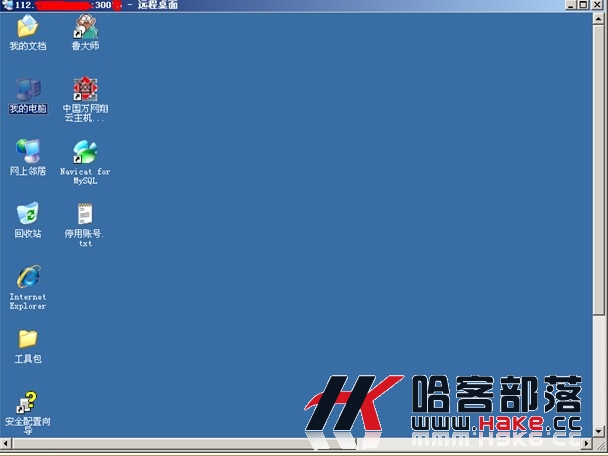 112. :300 - 远程桌面
我的文档
鲁大师
我的电脑
中国万网翔
云主机...
网上邻居
Navicat for
MySQL
回收站
停用账号.
txt
Internet
Explorer
工具包
安全配置向
导
HK 哈客部落
www.Hake.cc